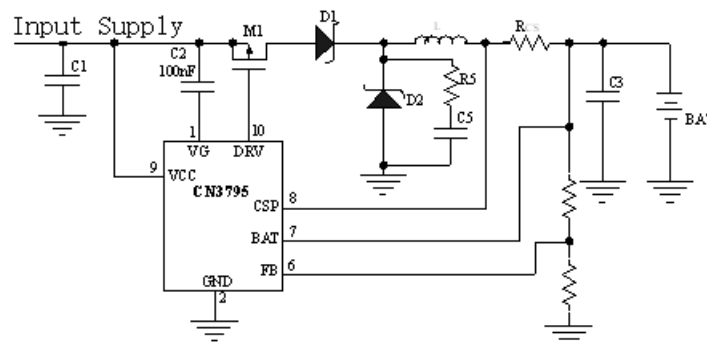 Input Supply
M1
D1
L
RCS
C2
100nF
C1
R5
D2
C3
C5
BAT
1
10
VG
DRV
9
VCC
CN3795
CSP
8
BAT
7
FB
6
GND
2